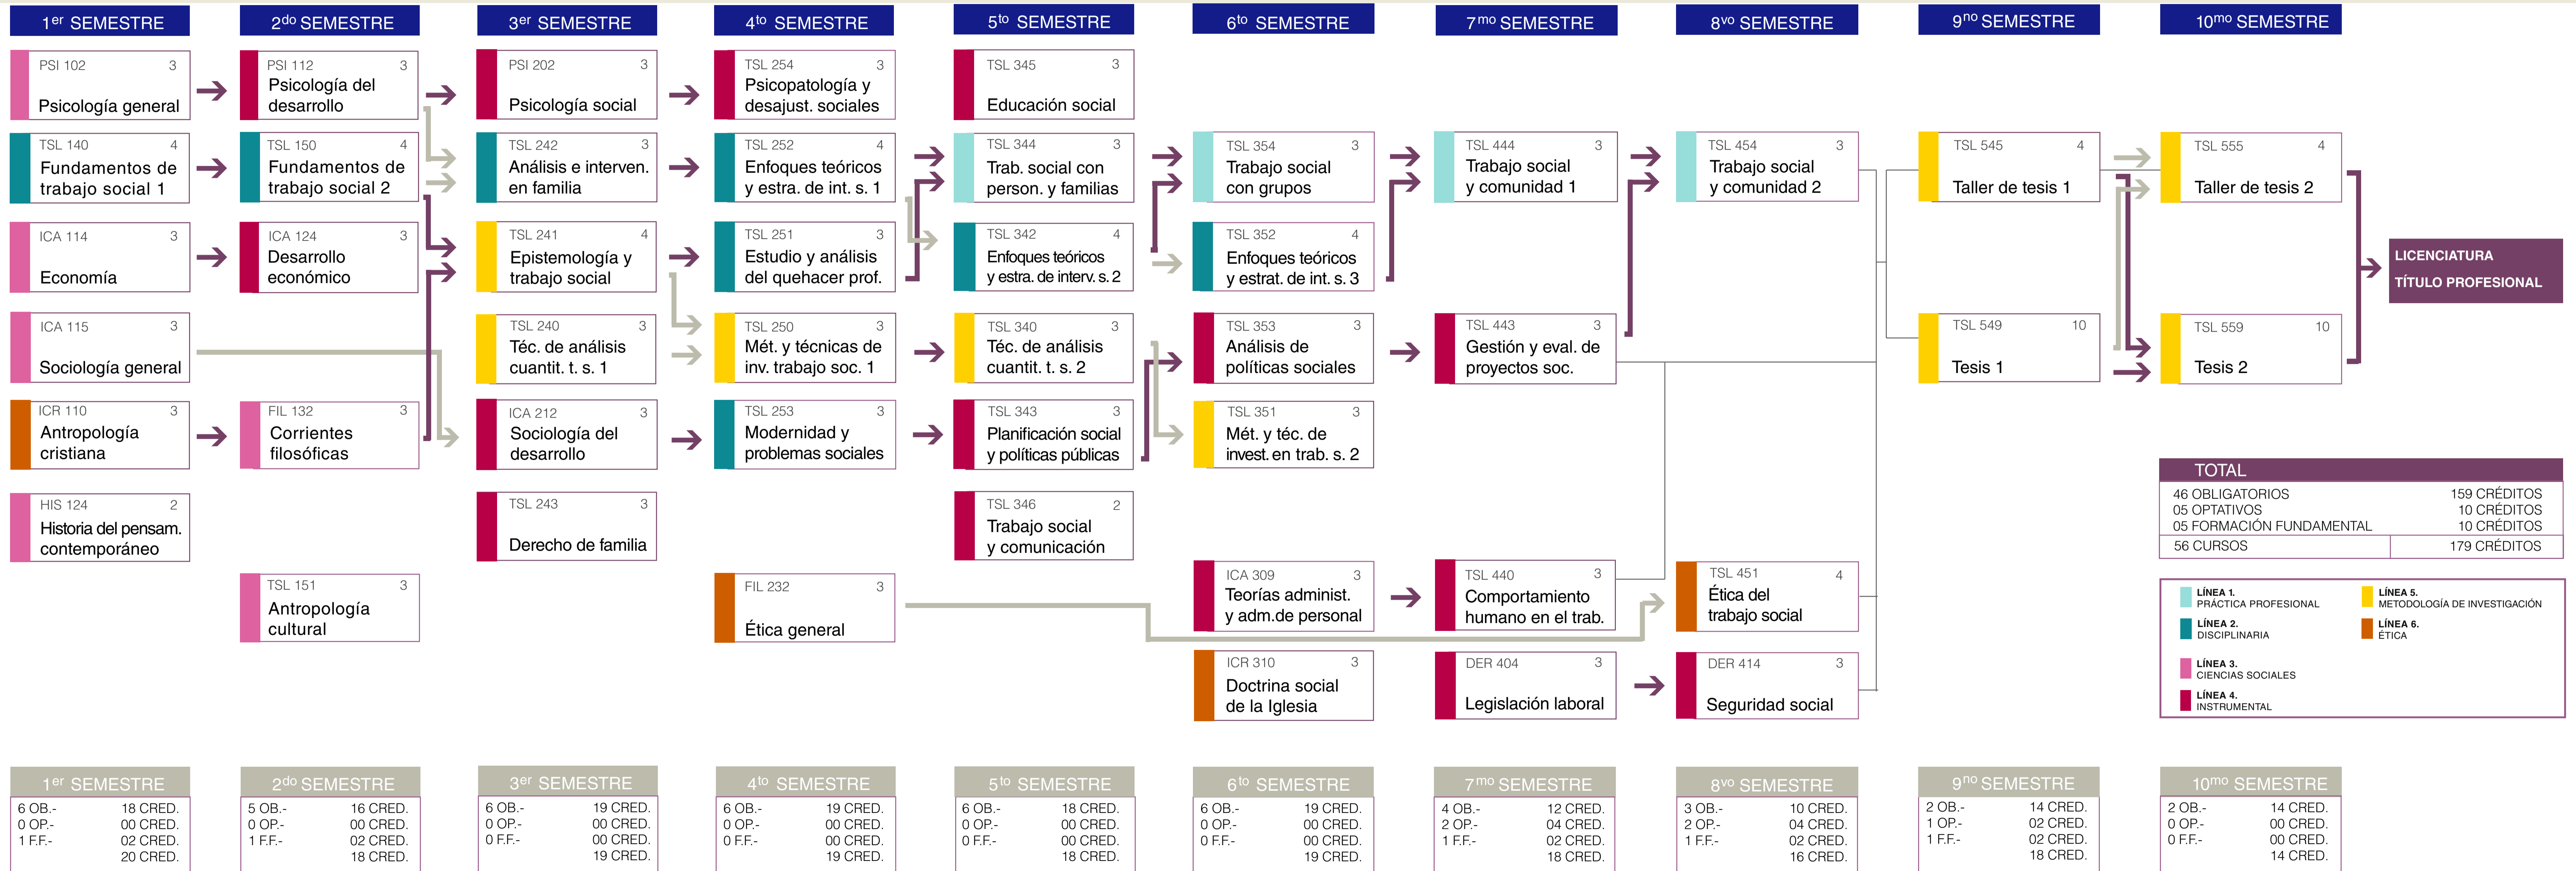 1er SEMESTRE
2do SEMESTRE
3er SEMESTRE
4to SEMESTRE
5to SEMESTRE
6to SEMESTRE
7mo SEMESTRE
8vo SEMESTRE
9no SEMESTRE
10mo SEMESTRE
PSI 102 3
Psicología general
TSL 140 4
Fundamentos de
trabajo social 1
ICA 114 3
Economía
ICA 115 3
Sociología general
ICR 110 3
Antropología
cristiana
HIS 124 2
Historia del pensam.
contemporáneo
PSI 112 3
Psicología del
desarrollo
TSL 150 4
Fundamentos de
trabajo social 2
ICA 124 3
Desarrollo
económico
FIL 132 3
Corrientes
filosóficas
TSL 151 3
Antropología
cultural
PSI 202 3
Psicología social
TSL 242 3
Análisis e interven.
en familia
TSL 241 4
Epistemología y
trabajo social
TSL 240 3
Téc. de análisis
cuantit. t. s. 1
ICA 212 3
Sociología del
desarrollo
TSL 243 3
Derecho de familia
TSL 254 3
Psicopatología y
desajust. sociales
TSL 252 4
Enfoques teóricos
y estra. de int. s. 1
TSL 251 3
Estudio y análisis
del quehacer prof.
TSL 250 3
Mét. y técnicas de
inv. trabajo soc. 1
TSL 253 3
Modernidad y
problemas sociales
FIL 232 3
Ética general
TSL 345 3
Educación social
TSL 344 3
Trab. social con
person. y familias
TSL 342 4
Enfoques teóricos
y estra. de interv. s. 2
TSL 340 3
Téc. de análisis
cuantit. t. s. 2
TSL 343 3
Planificación social
y políticas públicas
TSL 346 2
Trabajo social
y comunicación
TSL 354 3
Trabajo social
con grupos
TSL 352 4
Enfoques teóricos
y estrat. de int. s. 3
TSL 353 3
Análisis de
políticas sociales
TSL 351 3
Mét. y téc. de
invest. en trab. s. 2
ICA 309 3
Teorías administ.
y adm.de personal
ICR 310 3
Doctrina social
de la Iglesia
TSL 444 3
Trabajo social
y comunidad 1
TSL 443 3
Gestión y eval. de
proyectos soc.
TSL 440 3
Comportamiento
humano en el trab.
DER 404 3
Legislación laboral
TSL 454 3
Trabajo social
y comunidad 2
TSL 451 4
Ética del
trabajo social
DER 414 3
Seguridad social
TSL 545 4
Taller de tesis 1
TSL 549 10
Tesis 1
TSL 555 4
Taller de tesis 2
TSL 559 10
Tesis 2
LICENCIATURA
TÍTULO PROFESIONAL
TOTAL
46 OBLIGATORIOS 159 CRÉDITOS
05 OPTATIVOS 10 CRÉDITOS
05 FORMACIÓN FUNDAMENTAL 10 CRÉDITOS
56 CURSOS 179 CRÉDITOS
LÍNEA 1.
PRÁCTICA PROFESIONAL
LÍNEA 2.
DISCIPLINARIA
LÍNEA 3.
CIENCIAS SOCIALES
LÍNEA 4.
INSTRUMENTAL
LÍNEA 5.
METODOLOGÍA DE INVESTIGACIÓN
LÍNEA 6.
ÉTICA
1er SEMESTRE
6 OB.- 18 CRED.
0 OP.- 00 CRED.
1 F.F.- 02 CRED.
20 CRED.
2do SEMESTRE
5 OB.- 16 CRED.
0 OP.- 00 CRED.
1 F.F.- 02 CRED.
18 CRED.
3er SEMESTRE
6 OB.- 19 CRED.
0 OP.- 00 CRED.
0 F.F.- 00 CRED.
19 CRED.
4to SEMESTRE
6 OB.- 19 CRED.
0 OP.- 00 CRED.
0 F.F.- 00 CRED.
19 CRED.
5to SEMESTRE
6 OB.- 18 CRED.
0 OP.- 00 CRED.
0 F.F.- 00 CRED.
18 CRED.
6to SEMESTRE
6 OB.- 19 CRED.
0 OP.- 00 CRED.
0 F.F.- 00 CRED.
19 CRED.
7mo SEMESTRE
4 OB.- 12 CRED.
2 OP.- 04 CRED.
1 F.F.- 02 CRED.
18 CRED.
8vo SEMESTRE
3 OB.- 10 CRED.
2 OP.- 04 CRED.
1 F.F.- 02 CRED.
16 CRED.
9no SEMESTRE
2 OB.- 14 CRED.
1 OP.- 02 CRED.
1 F.F.- 02 CRED.
18 CRED.
10mo SEMESTRE
2 OB.- 14 CRED.
0 OP.- 00 CRED.
0 F.F.- 00 CRED.
14 CRED.